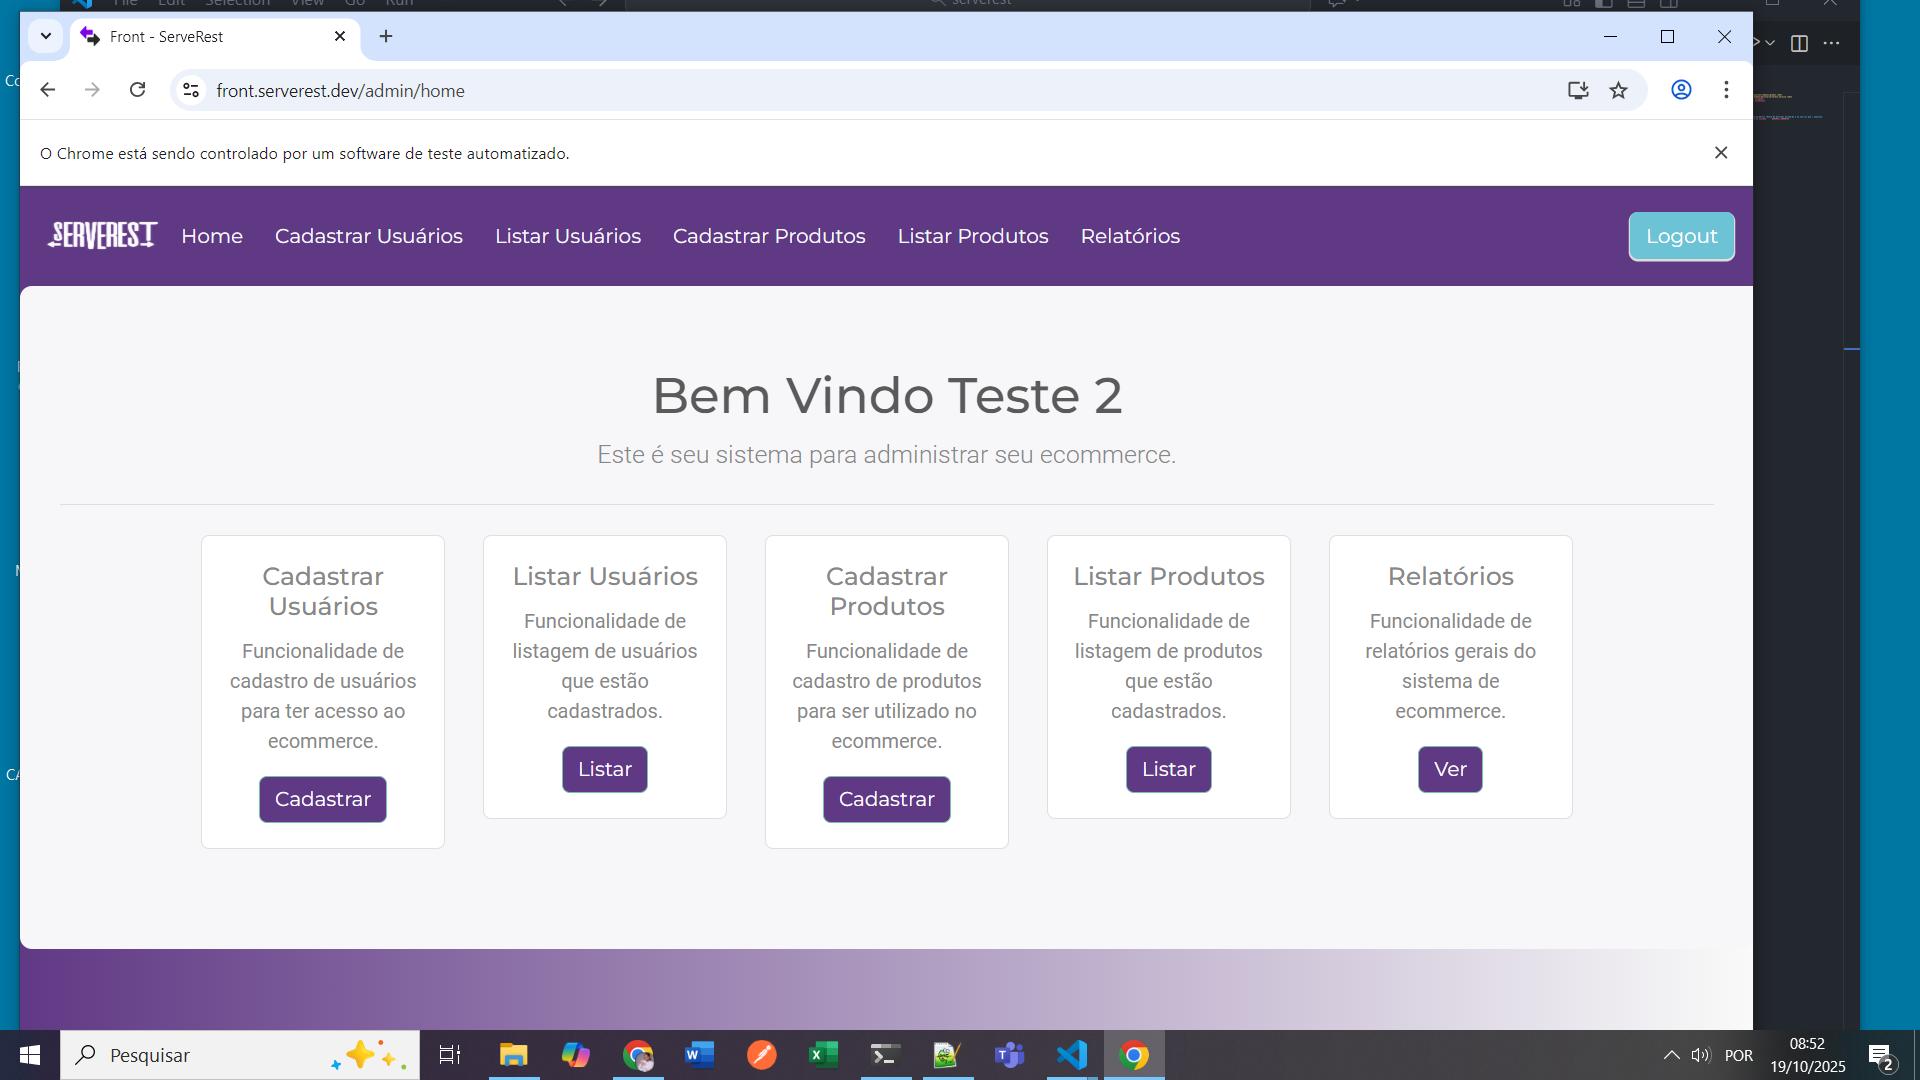 File Edit Selection View Go Run serverest
Front - ServeRest
front.serverest.dev/admin/home
O Chrome está sendo controlado por um software de teste automatizado.
SERVEREST Home Cadastrar Usuários Listar Usuários Cadastrar Produtos Listar Produtos Relatórios Logout
Bem Vindo Teste 2
Este é seu sistema para administrar seu ecommerce.
Cadastrar
Usuários
Funcionalidade de
cadastro de usuários
para ter acesso ao
ecommerce.
Cadastrar
Listar Usuários
Funcionalidade de
listagem de usuários
que estão
cadastrados.
Listar
Cadastrar
Produtos
Funcionalidade de
cadastro de produtos
para ser utilizado no
ecommerce.
Cadastrar
Listar Produtos
Funcionalidade de
listagem de produtos
que estão
cadastrados.
Listar
Relatórios
Funcionalidade de
relatórios gerais do
sistema de
ecommerce.
Ver
Pesquisar
POR
08:52
19/10/2025
2